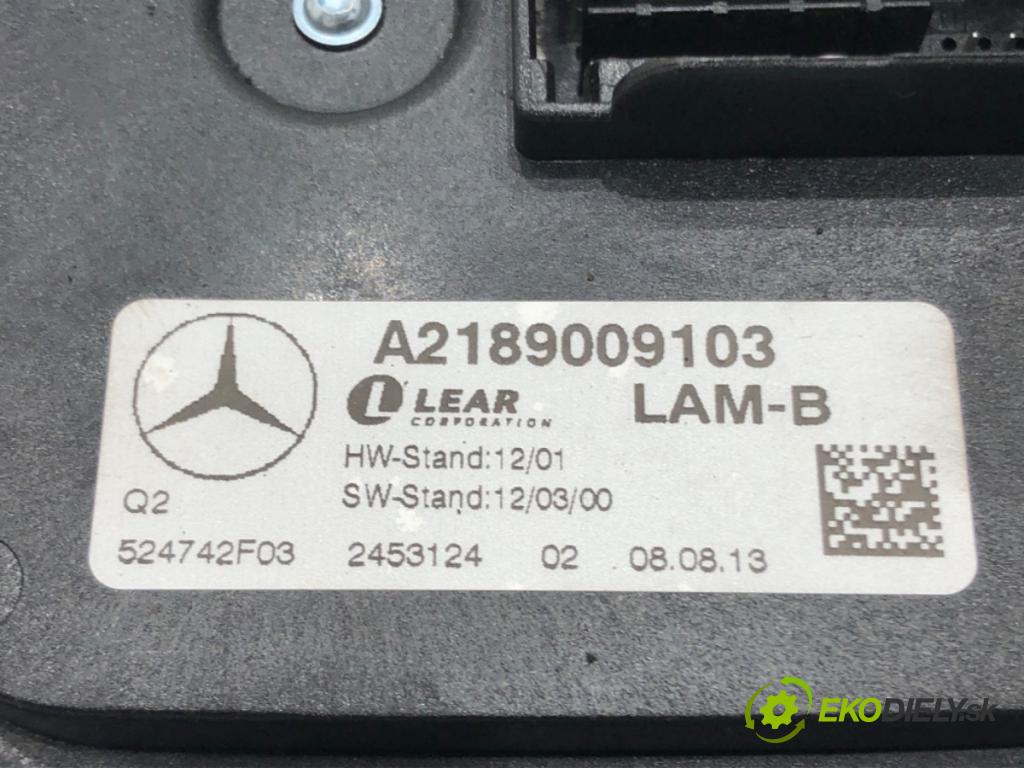 A2189009103
LEAR LAM-B
CORPORATION
HW-Stand:12/01
SW-Stand:12/03/00
Q2
524742F03 2453124 02 08.08.13
EKODIELY.sk